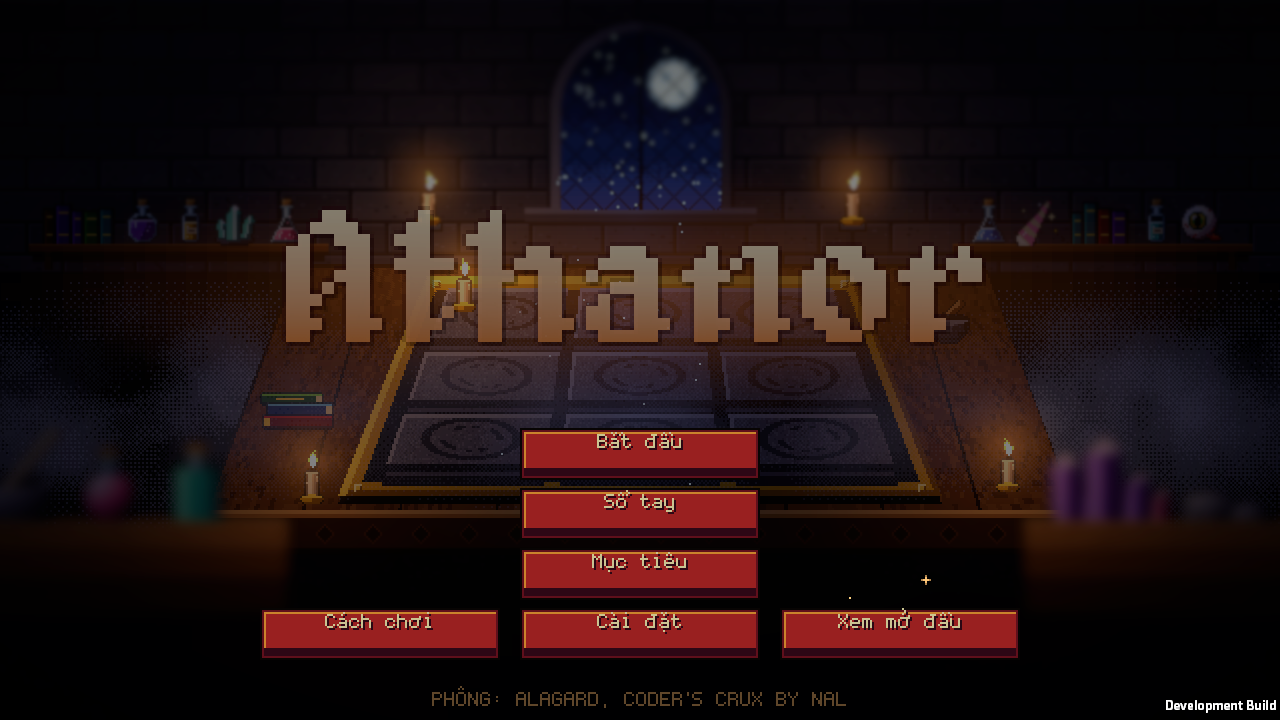 Athanor
Bắt đầu
Sổ tay
Mục tiêu
Cách chơi
Cài đặt
Xem mở đầu
PHÔNG: ALAGARD, CODER'S CRUX BY NAL
Development Build